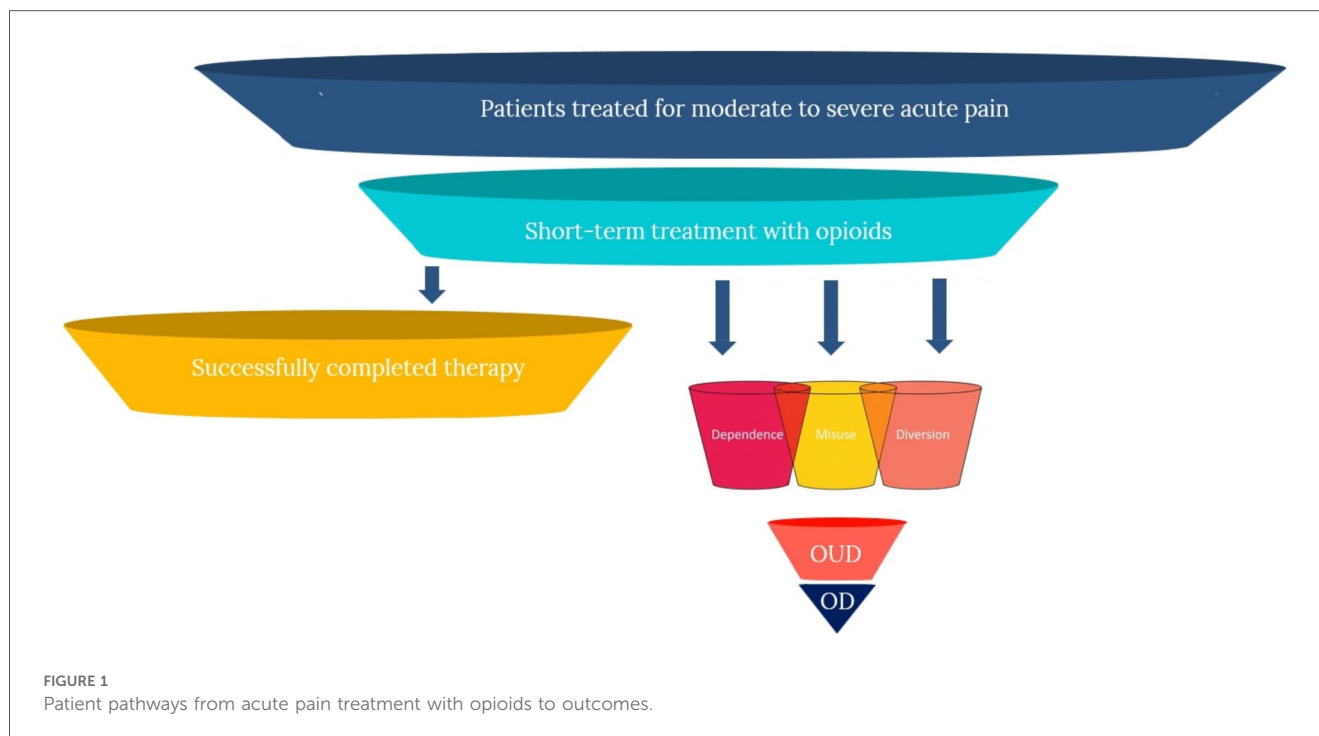 Patients treated for moderate to severe acute pain
Short-term treatment with opioids
Successfully completed therapy
Dependence
Misuse
Diversion
OUD
OD
FIGURE 1
Patient pathways from acute pain treatment with opioids to outcomes.